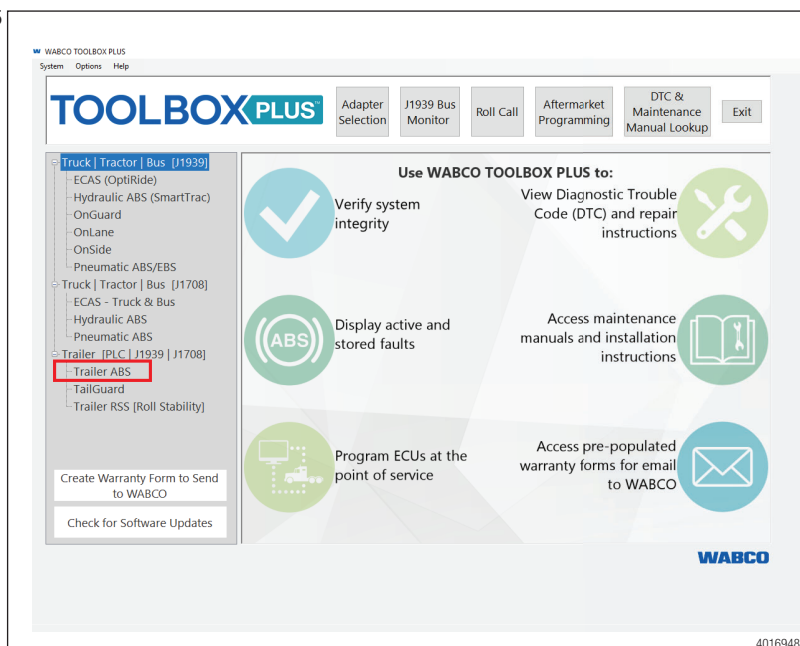 WABCO TOOLBOX PLUS
System Options Help
TOOLBOX PLUS™
Adapter
Selection
J1939 Bus
Monitor
Roll Call
Aftermarket
Programming
DTC &
Maintenance
Manual Lookup
Exit
Truck | Tractor | Bus [J1939]
ECAS (OptiRide)
Hydraulic ABS (SmartTrac)
OnGuard
OnLane
OnSide
Pneumatic ABS/EBS
Truck | Tractor | Bus [J1708]
ECAS - Truck & Bus
Hydraulic ABS
Pneumatic ABS
Trailer [PLC | J1939 | J1708]
Trailer ABS
TailGuard
Trailer RSS [Roll Stability]
Create Warranty Form to Send
to WABCO
Check for Software Updates
Use WABCO TOOLBOX PLUS to:
Verify system
integrity
View Diagnostic Trouble
Code (DTC) and repair
instructions
ABS
Display active and
stored faults
Access maintenance
manuals and installation
instructions
Program ECUs at the
point of service
Access pre-populated
warranty forms for email
to WABCO
WABCO
4016948